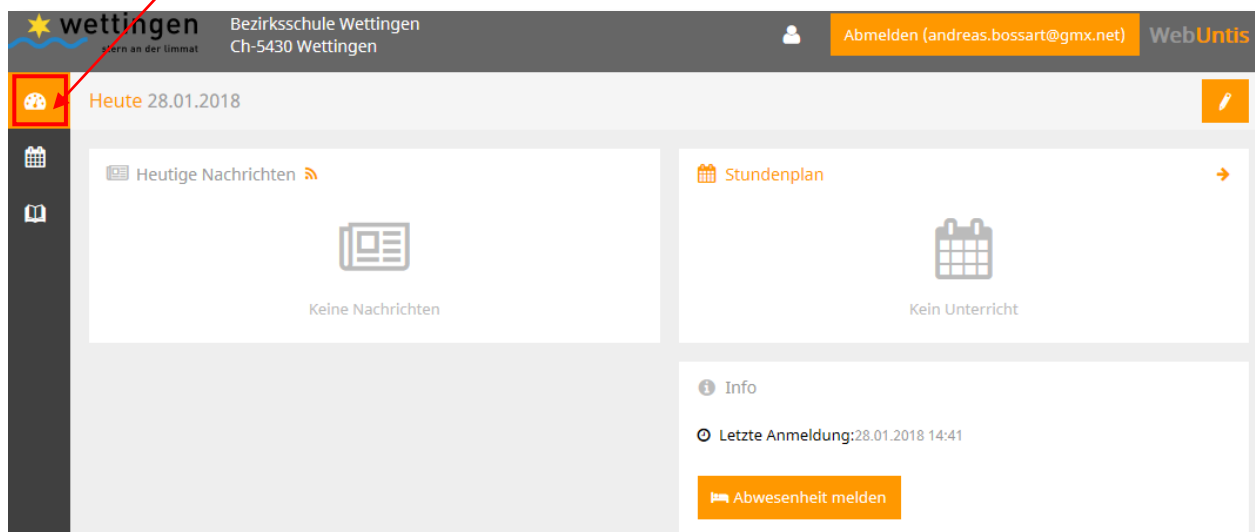 wettingen
stern an der limmat
Bezirksschule Wettingen
Ch-5430 Wettingen
Abmelden (andreas.bossart@gmx.net)
WebUntis
Heute 28.01.2018
Heutige Nachrichten
Keine Nachrichten
Stundenplan
Kein Unterricht
Info
Letzte Anmeldung:28.01.2018 14:41
Abwesenheit melden